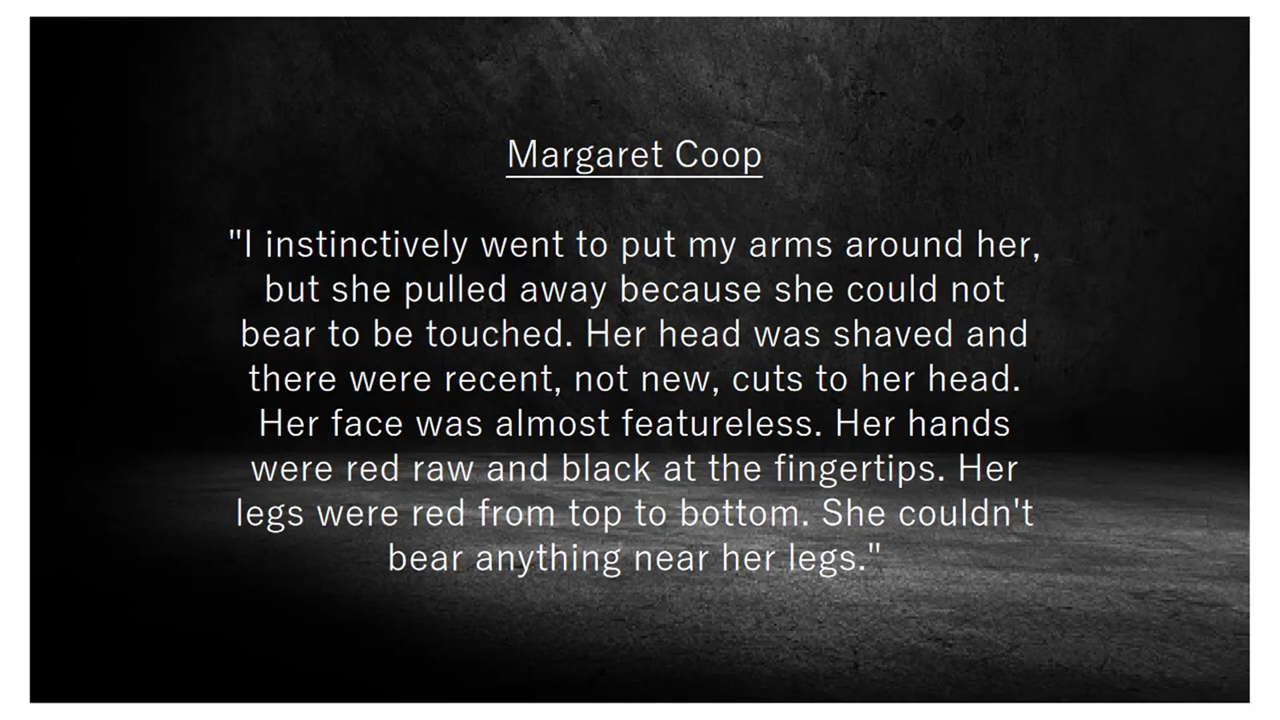 Margaret Coop
"I instinctively went to put my arms around her,
but she pulled away because she could not
bear to be touched. Her head was shaved and
there were recent, not new, cuts to her head.
Her face was almost featureless. Her hands
were red raw and black at the fingertips. Her
legs were red from top to bottom. She couldn't
bear anything near her legs."